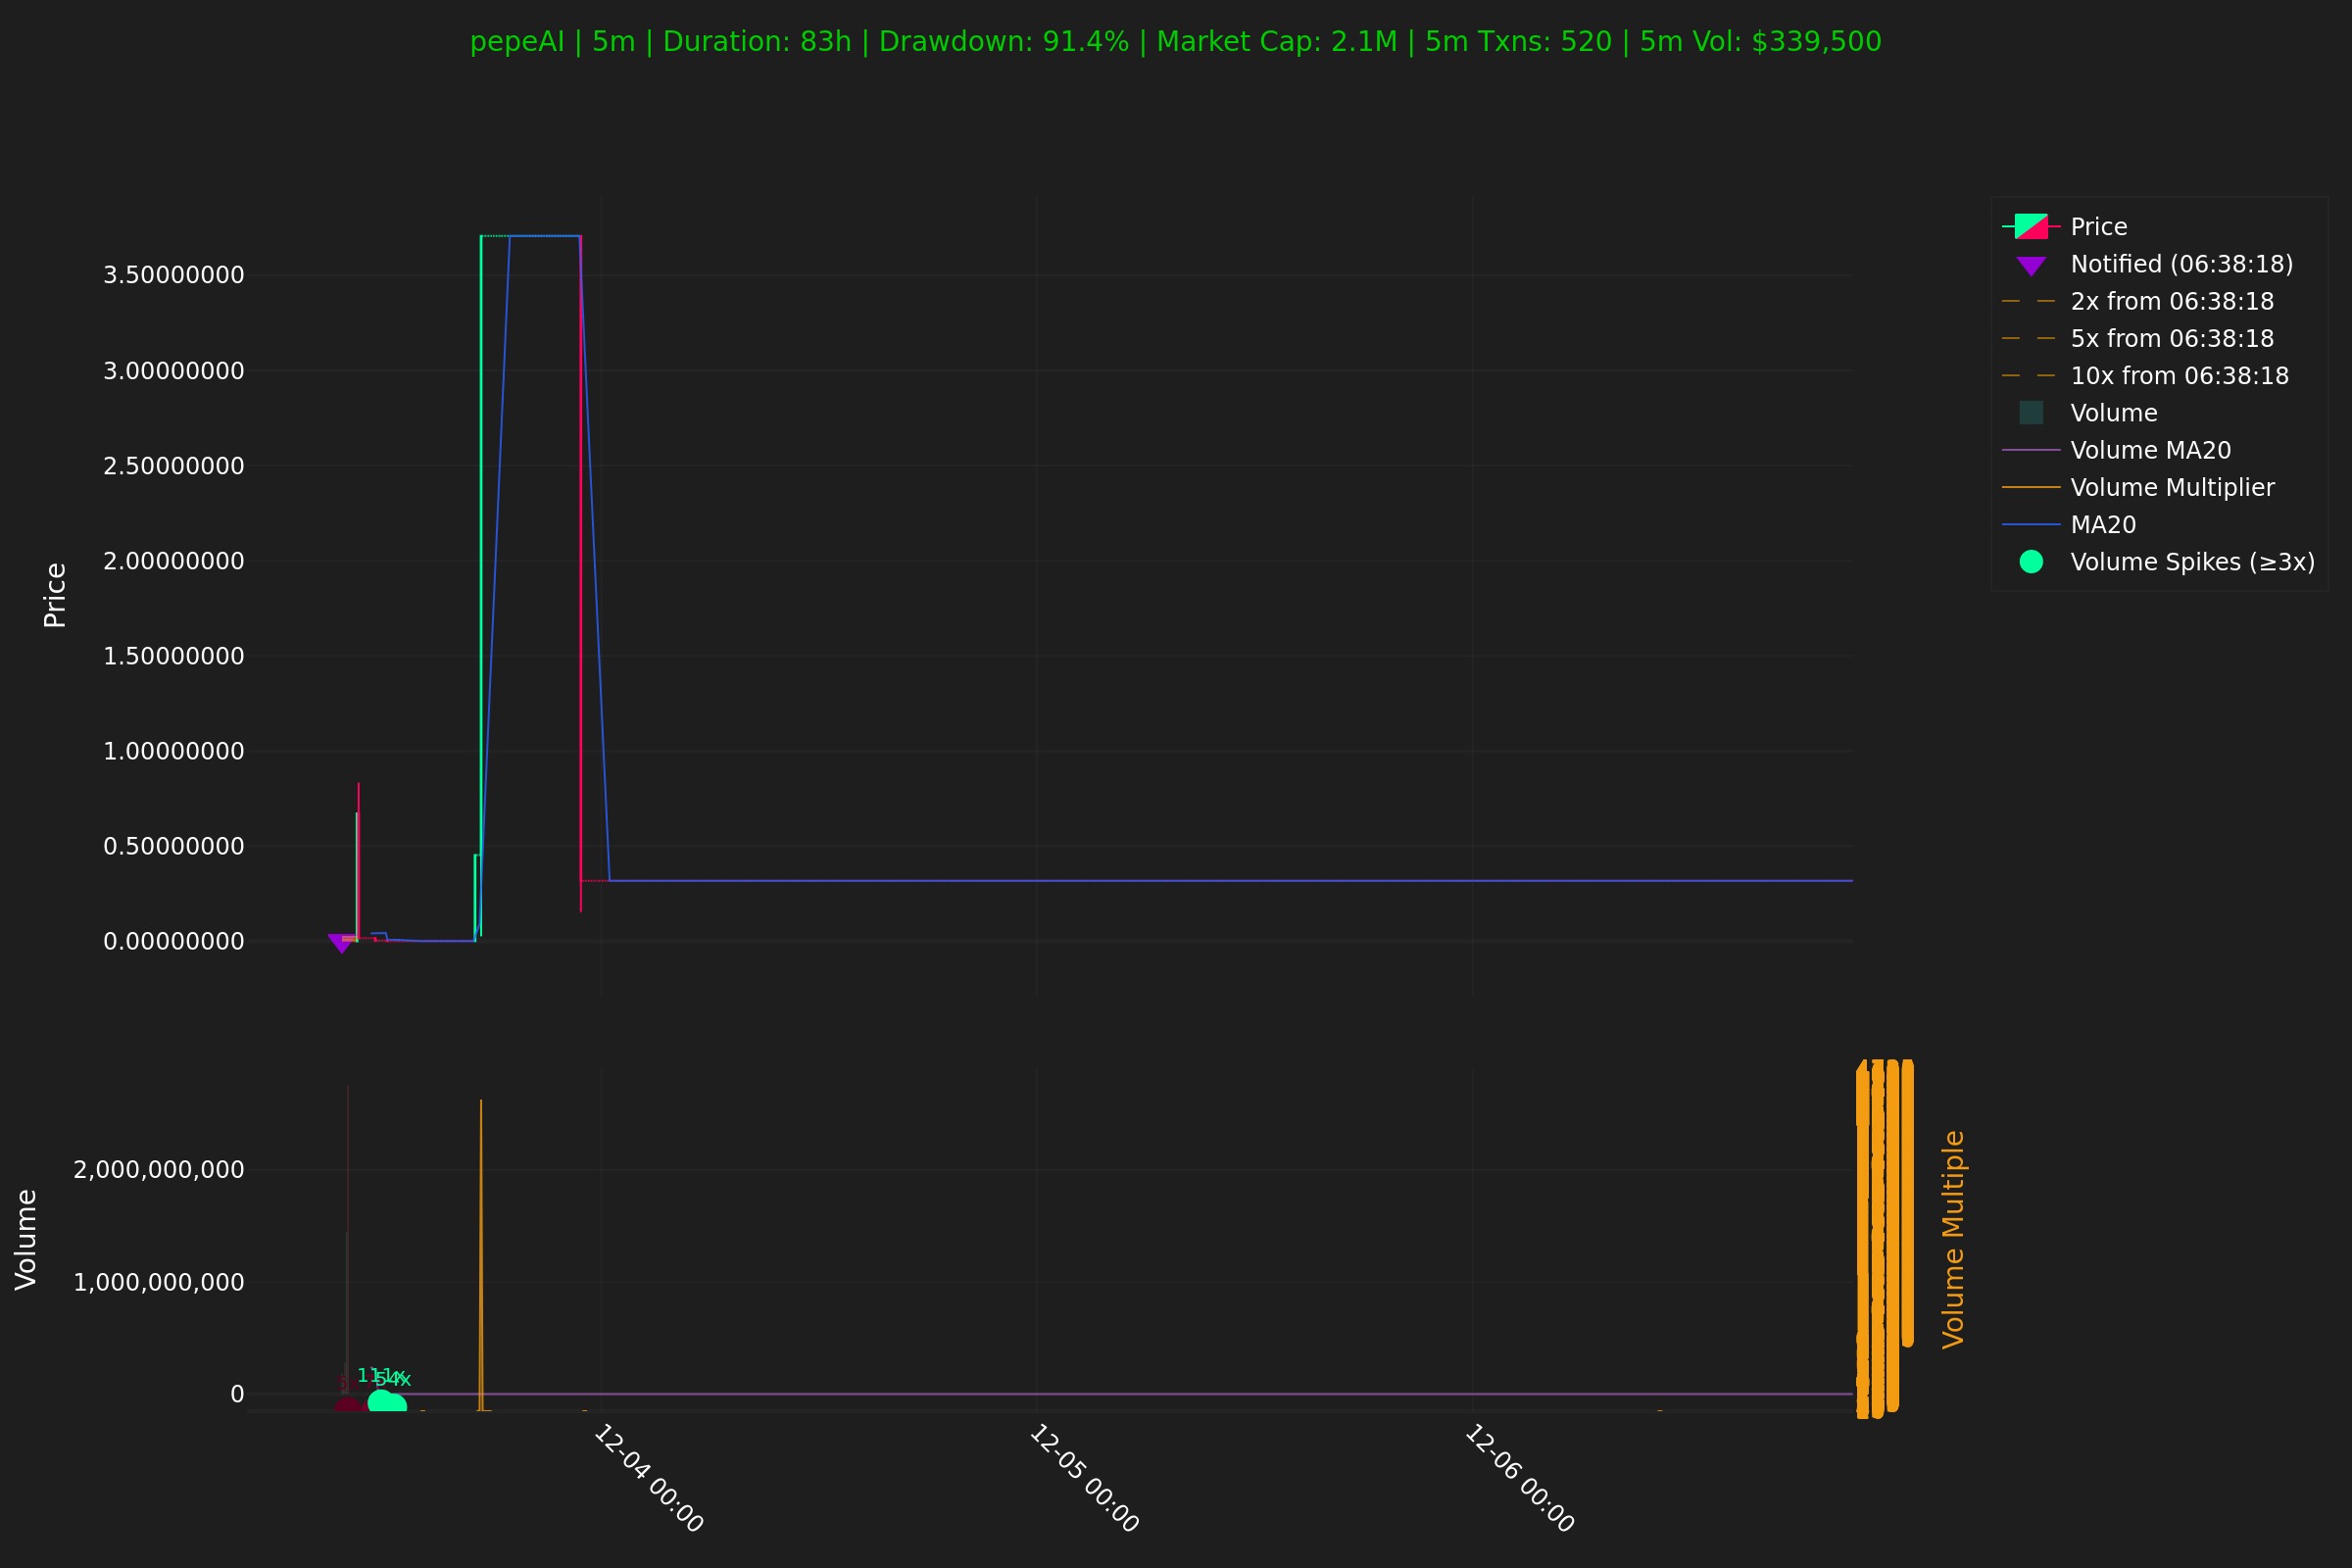 pepeAI | 5m | Duration: 83h | Drawdown: 91.4% | Market Cap: 2.1M | 5m Txns: 520 | 5m Vol: $339,500
Price
3.50000000
3.00000000
2.50000000
2.00000000
1.50000000
1.00000000
0.50000000
0.00000000
Price
Notified (06:38:18)
2x from 06:38:18
5x from 06:38:18
10x from 06:38:18
Volume
Volume MA20
Volume Multiplier
MA20
Volume Spikes (≥3x)
Volume
2,000,000,000
1,000,000,000
0
111x
54x
Volume Multiple
12-04 00:00
12-05 00:00
12-06 00:00